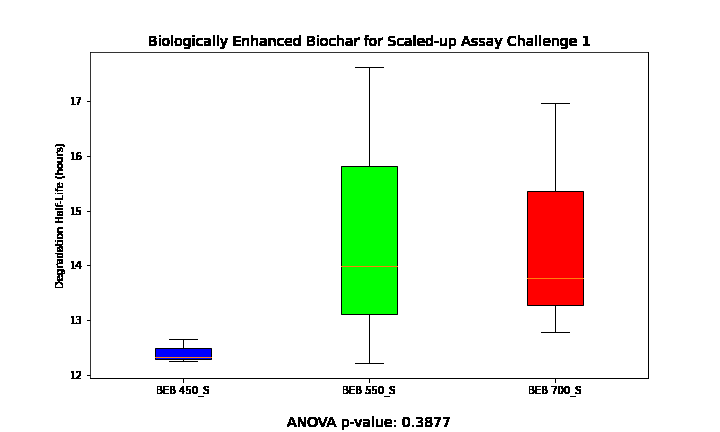 Biologically Enhanced Biochar for Scaled-up Assay Challenge 1
Degradation Half-Life (hours)
17
16
15
14
13
12
BEB 450_S
BEB 550_S
BEB 700_S
ANOVA p-value: 0.3877